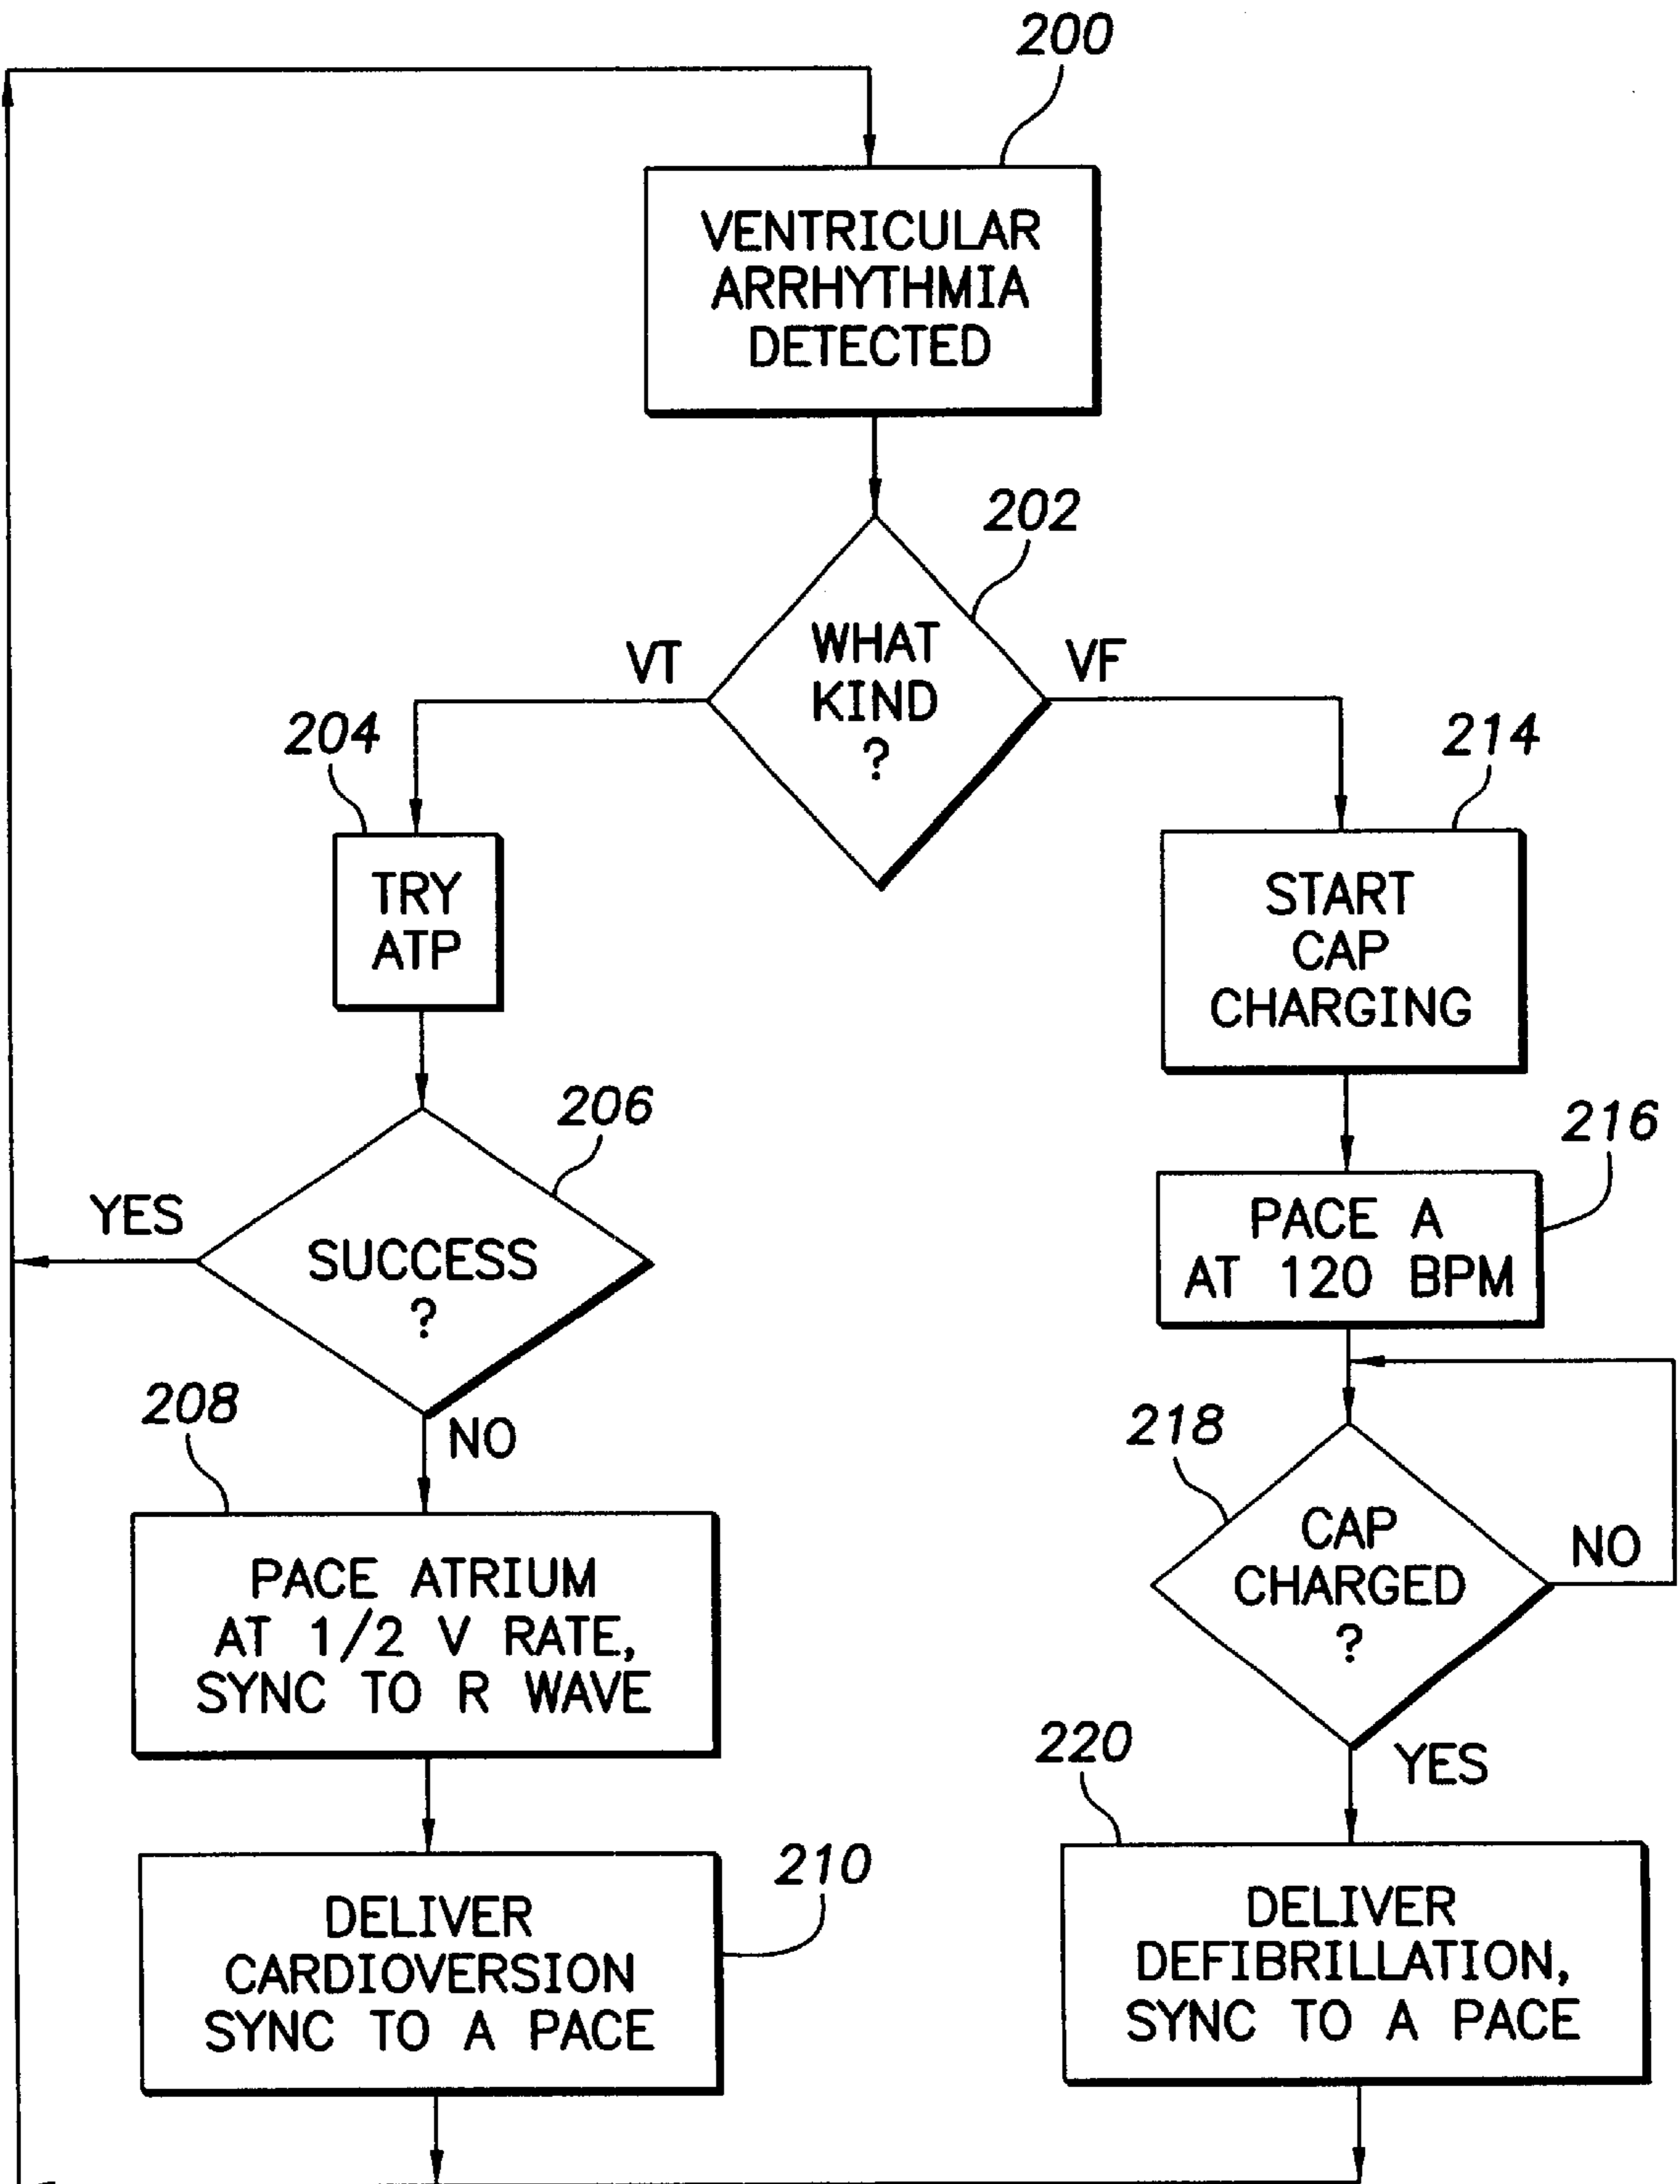 200
VENTRICULAR
ARRHYTHMIA
DETECTED
202
WHAT
KIND
?
VT
VF
204
TRY
ATP
214
START
CAP
CHARGING
206
SUCCESS
?
YES
NO
216
PACE A
AT 120 BPM
208
PACE ATRIUM
AT 1/2 V RATE,
SYNC TO R WAVE
218
CAP
CHARGED
?
NO
YES
210
DELIVER
CARDIOVERSION
SYNC TO A PACE
220
DELIVER
DEFIBRILLATION,
SYNC TO A PACE